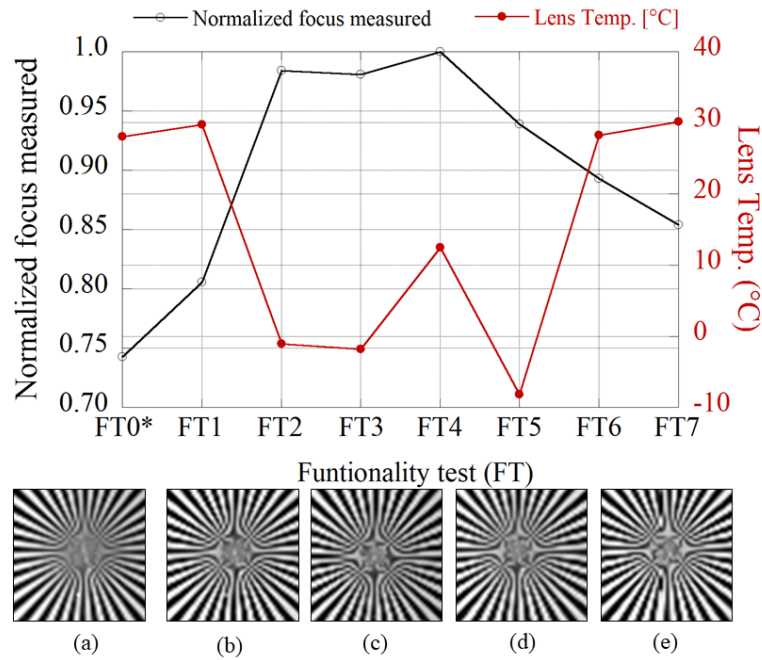 Normalized focus measured Lens Temp. [°C]
Normalized focus measured
1.0
0.95
0.90
0.85
0.80
0.75
0.70
40
30
20
10
0
-10
Lens Temp. (°C)
FT0* FT1 FT2 FT3 FT4 FT5 FT6 FT7
Funtionality test (FT)
(a) (b) (c) (d) (e)